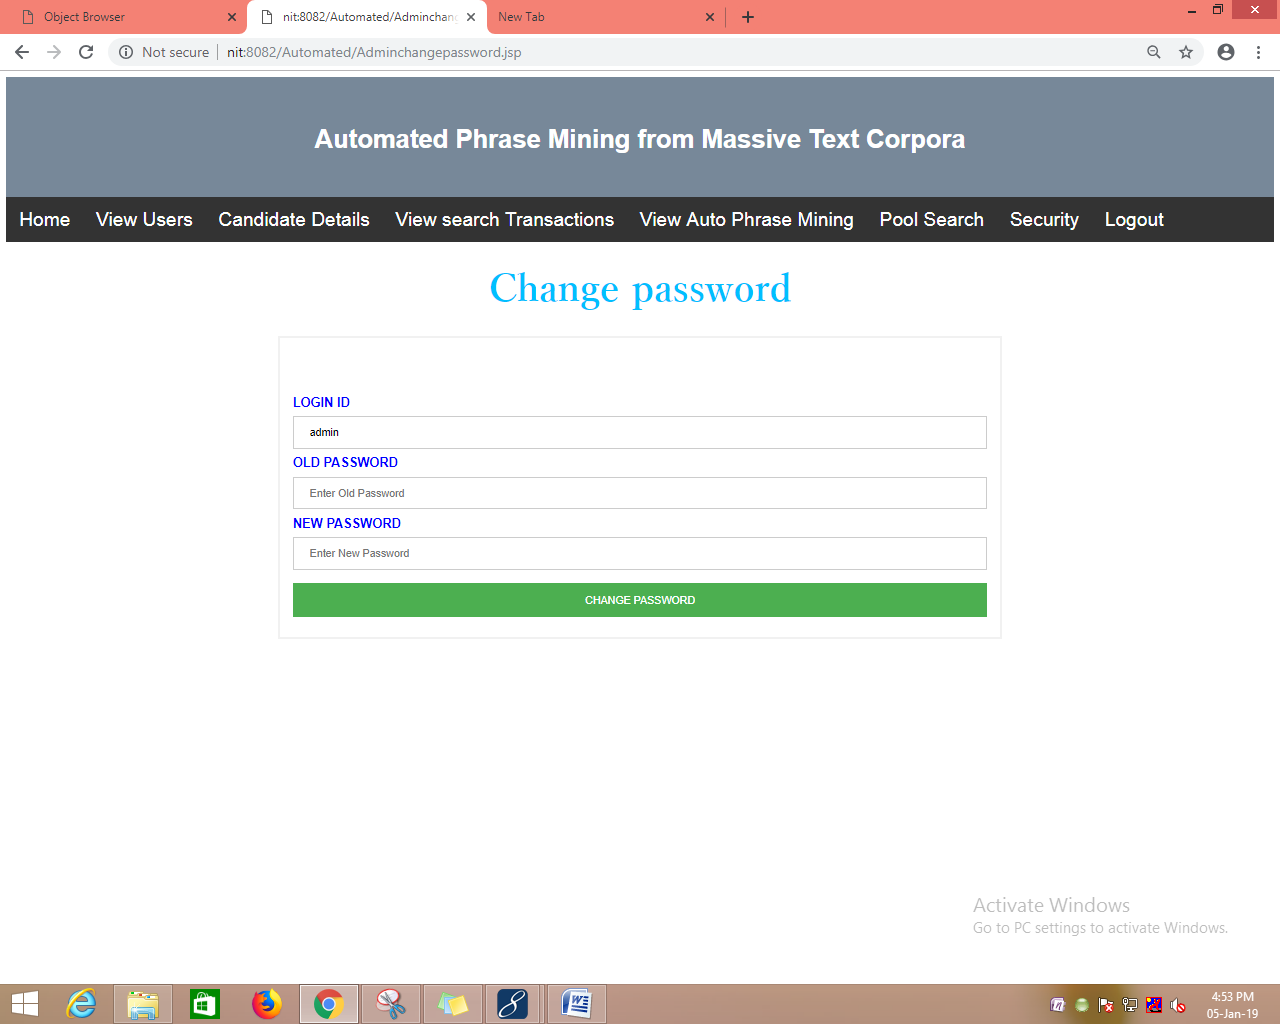 Object Browser
nit:8082/Automated/Adminchang
New Tab
Not secure
nit:8082/Automated/Adminchangepassword.jsp
Automated Phrase Mining from Massive Text Corpora
Home View Users Candidate Details View search Transactions View Auto Phrase Mining Pool Search Security Logout
Change password
LOGIN ID
admin
OLD PASSWORD
Enter Old Password
NEW PASSWORD
Enter New Password
CHANGE PASSWORD
Activate Windows
Go to PC settings to activate Windows.
4:53 PM
05-Jan-19